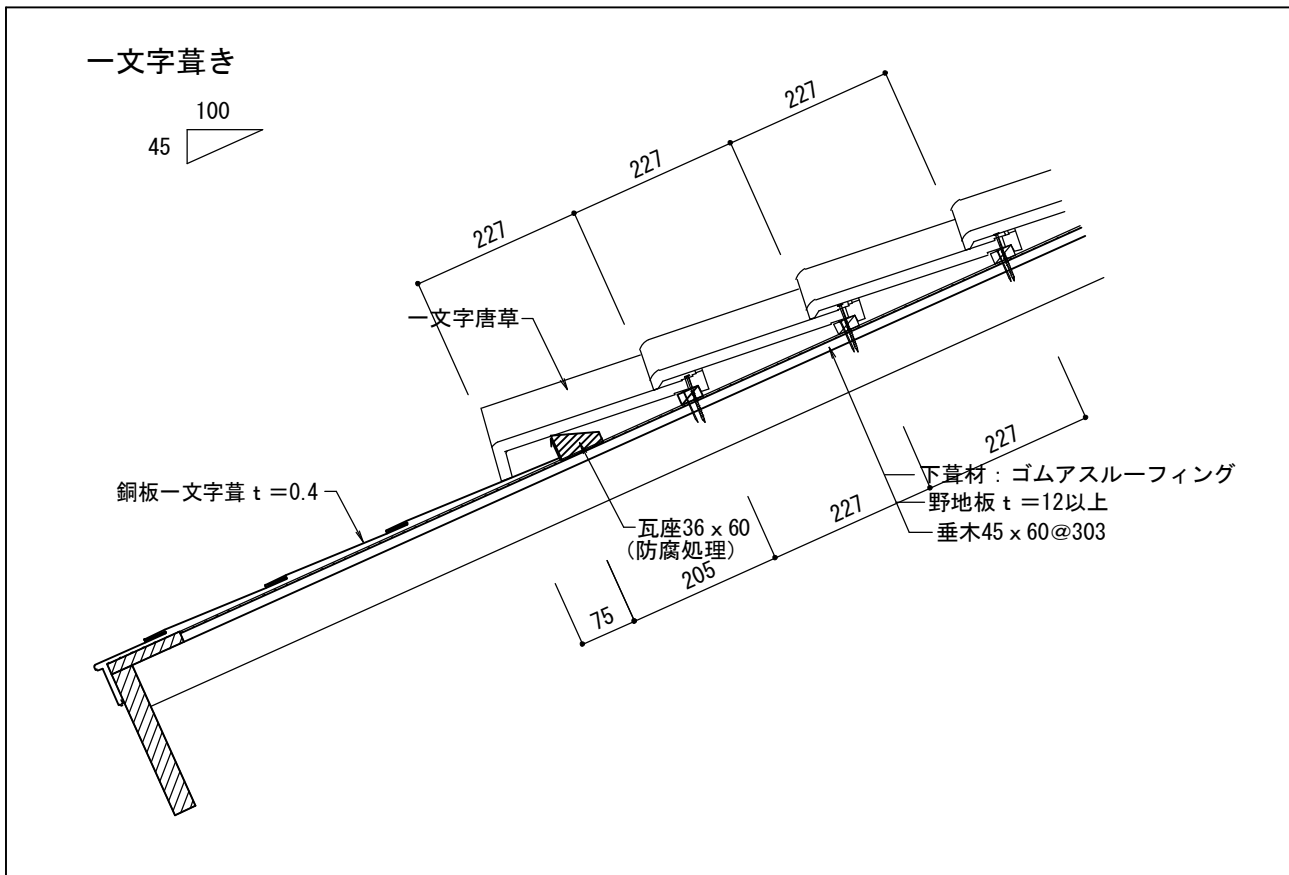 一文字葺き
100
45
227
227
227
一文字唐草
銅板一文字葺 t =0.4
瓦座36 x 60
(防腐処理)
下葺材：ゴムアスルーフィング
野地板 t =12以上
垂木45 x 60@303
227
227
205
75